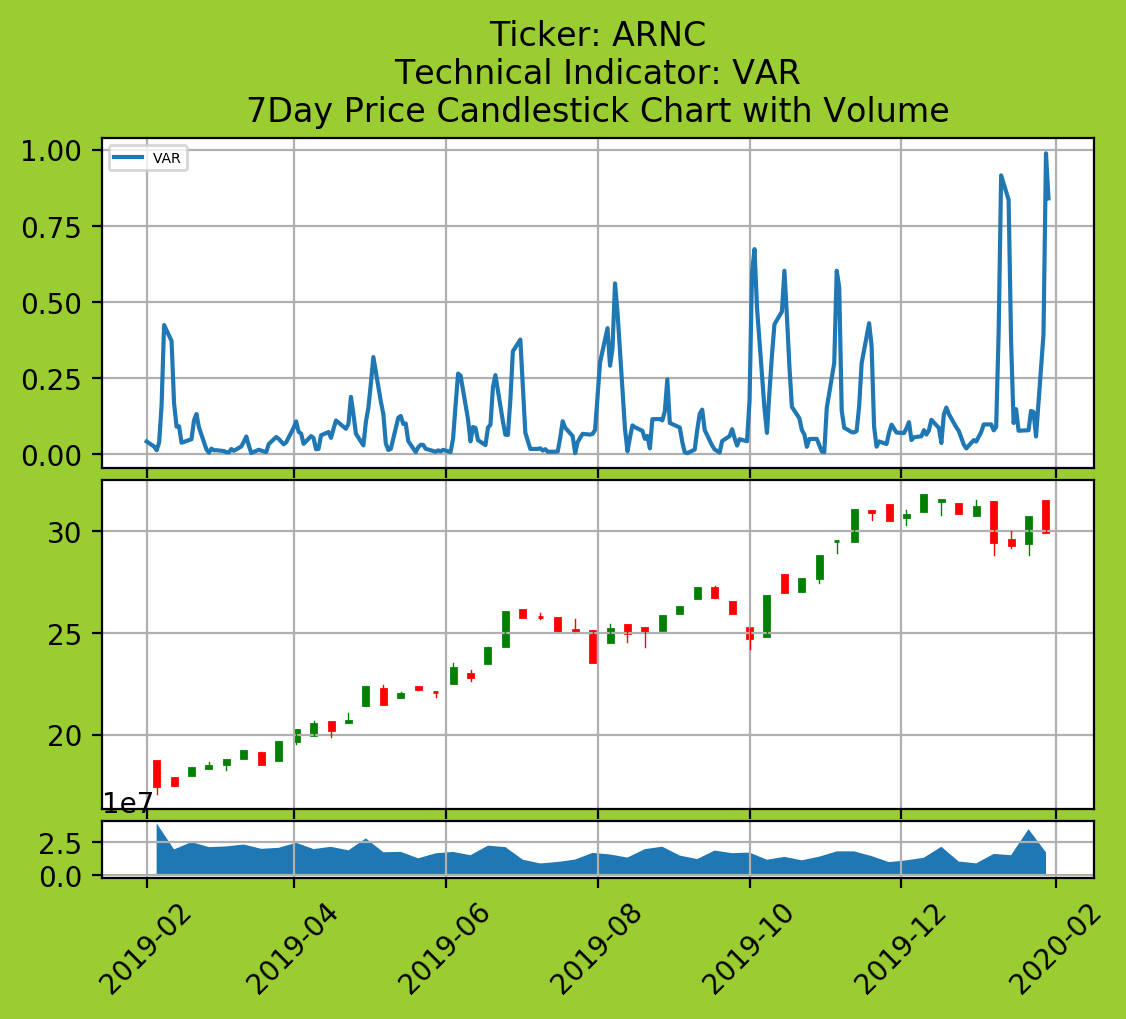 Ticker: ARNC
Technical Indicator: VAR
7Day Price Candlestick Chart with Volume
1.00
VAR
0.75
0.50
0.25
0.00
30
25
20
1e7
2.5
0.0
2019-02 2019-04 2019-06 2019-08 2019-10 2019-12 2020-02